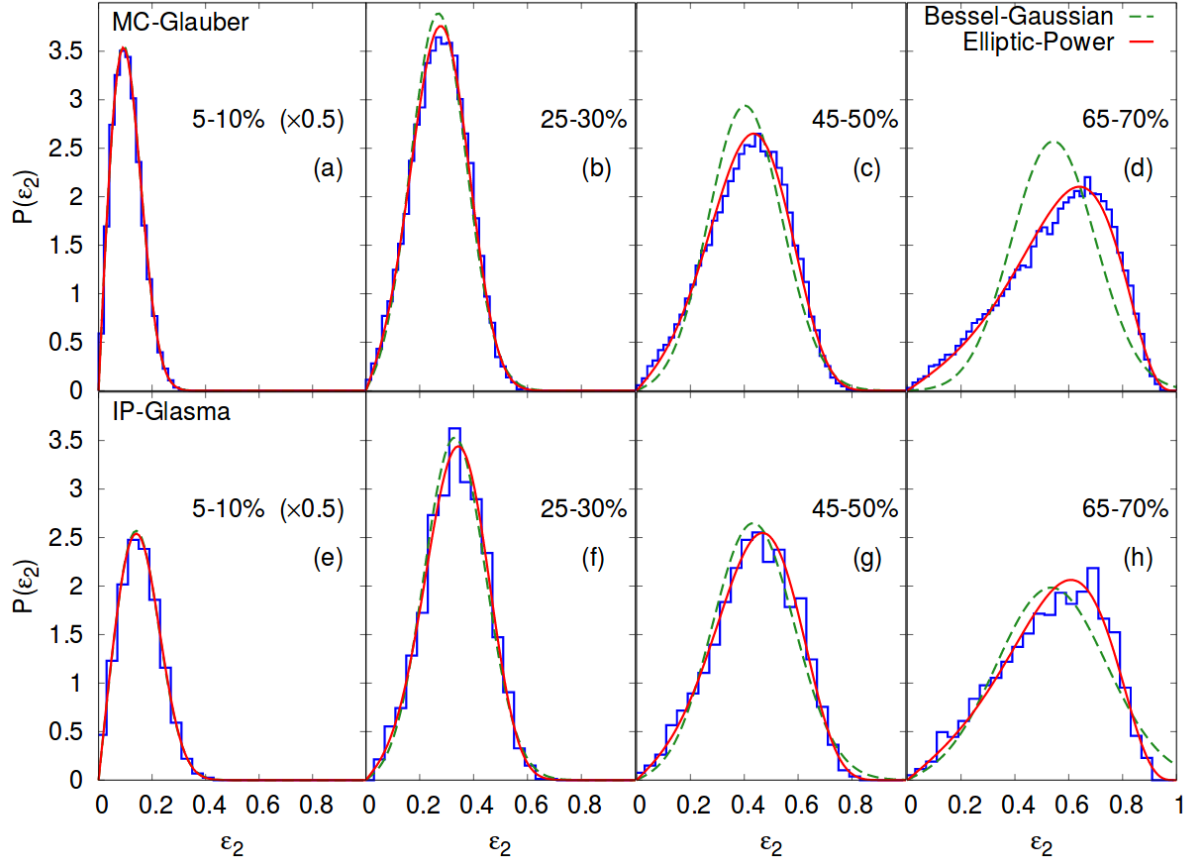 MC-Glauber
Bessel-Gaussian
Elliptic-Power
5-10% (×0.5)
25-30%
45-50%
65-70%
(a)
(b)
(c)
(d)
P(ε₂)
3.5
3
2.5
2
1.5
1
0.5
0
IP-Glasma
5-10% (×0.5)
25-30%
45-50%
65-70%
(e)
(f)
(g)
(h)
P(ε₂)
3.5
3
2.5
2
1.5
1
0.5
0
0 0.2 0.4 0.6 0.8 0 0.2 0.4 0.6 0.8 0 0.2 0.4 0.6 0.8 0 0.2 0.4 0.6 0.8 1
ε₂ ε₂ ε₂ ε₂